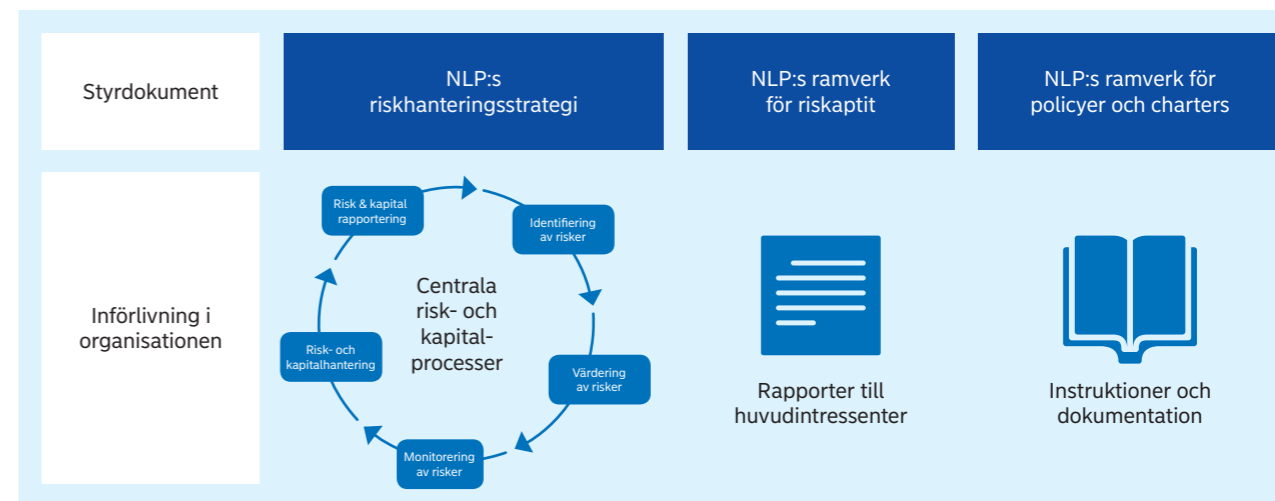 Styrdokument
NLP:s
riskhanteringsstrategi
NLP:s ramverk
för riskaptit
NLP:s ramverk för
policyer och charters
Införlivning i
organisationen
Risk & kapital
rapportering
Identifiering
av risker
Centrala
risk- och
kapital-
processer
Risk- och
kapitalhantering
Värdering
av risker
Monitorering
av risker
Rapporter till
huvudintressenter
Instruktioner och
dokumentation